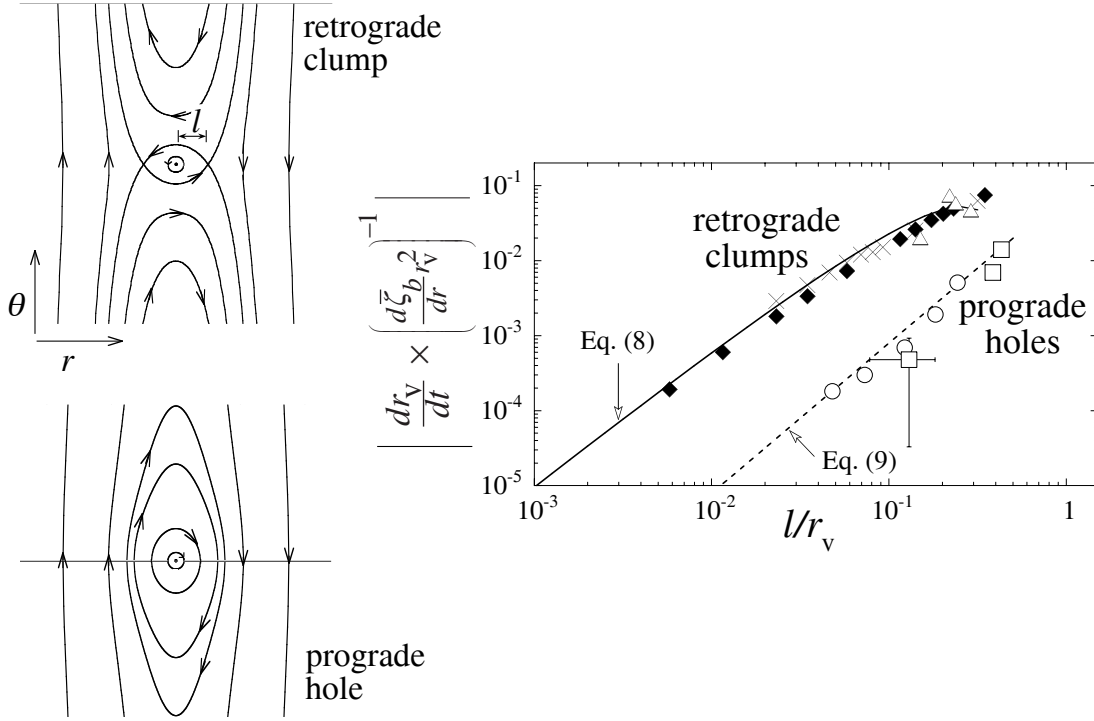 retrograde
clump
l
θ
r
prograde
hole
| dr_v/dt × (dζ̄_b/dr r_v^2)^-1 |
10^-1
10^-2
10^-3
10^-4
10^-5
retrograde
clumps
prograde
holes
Eq. (8)
Eq. (9)
10^-3
10^-2
10^-1
1
l/r_v